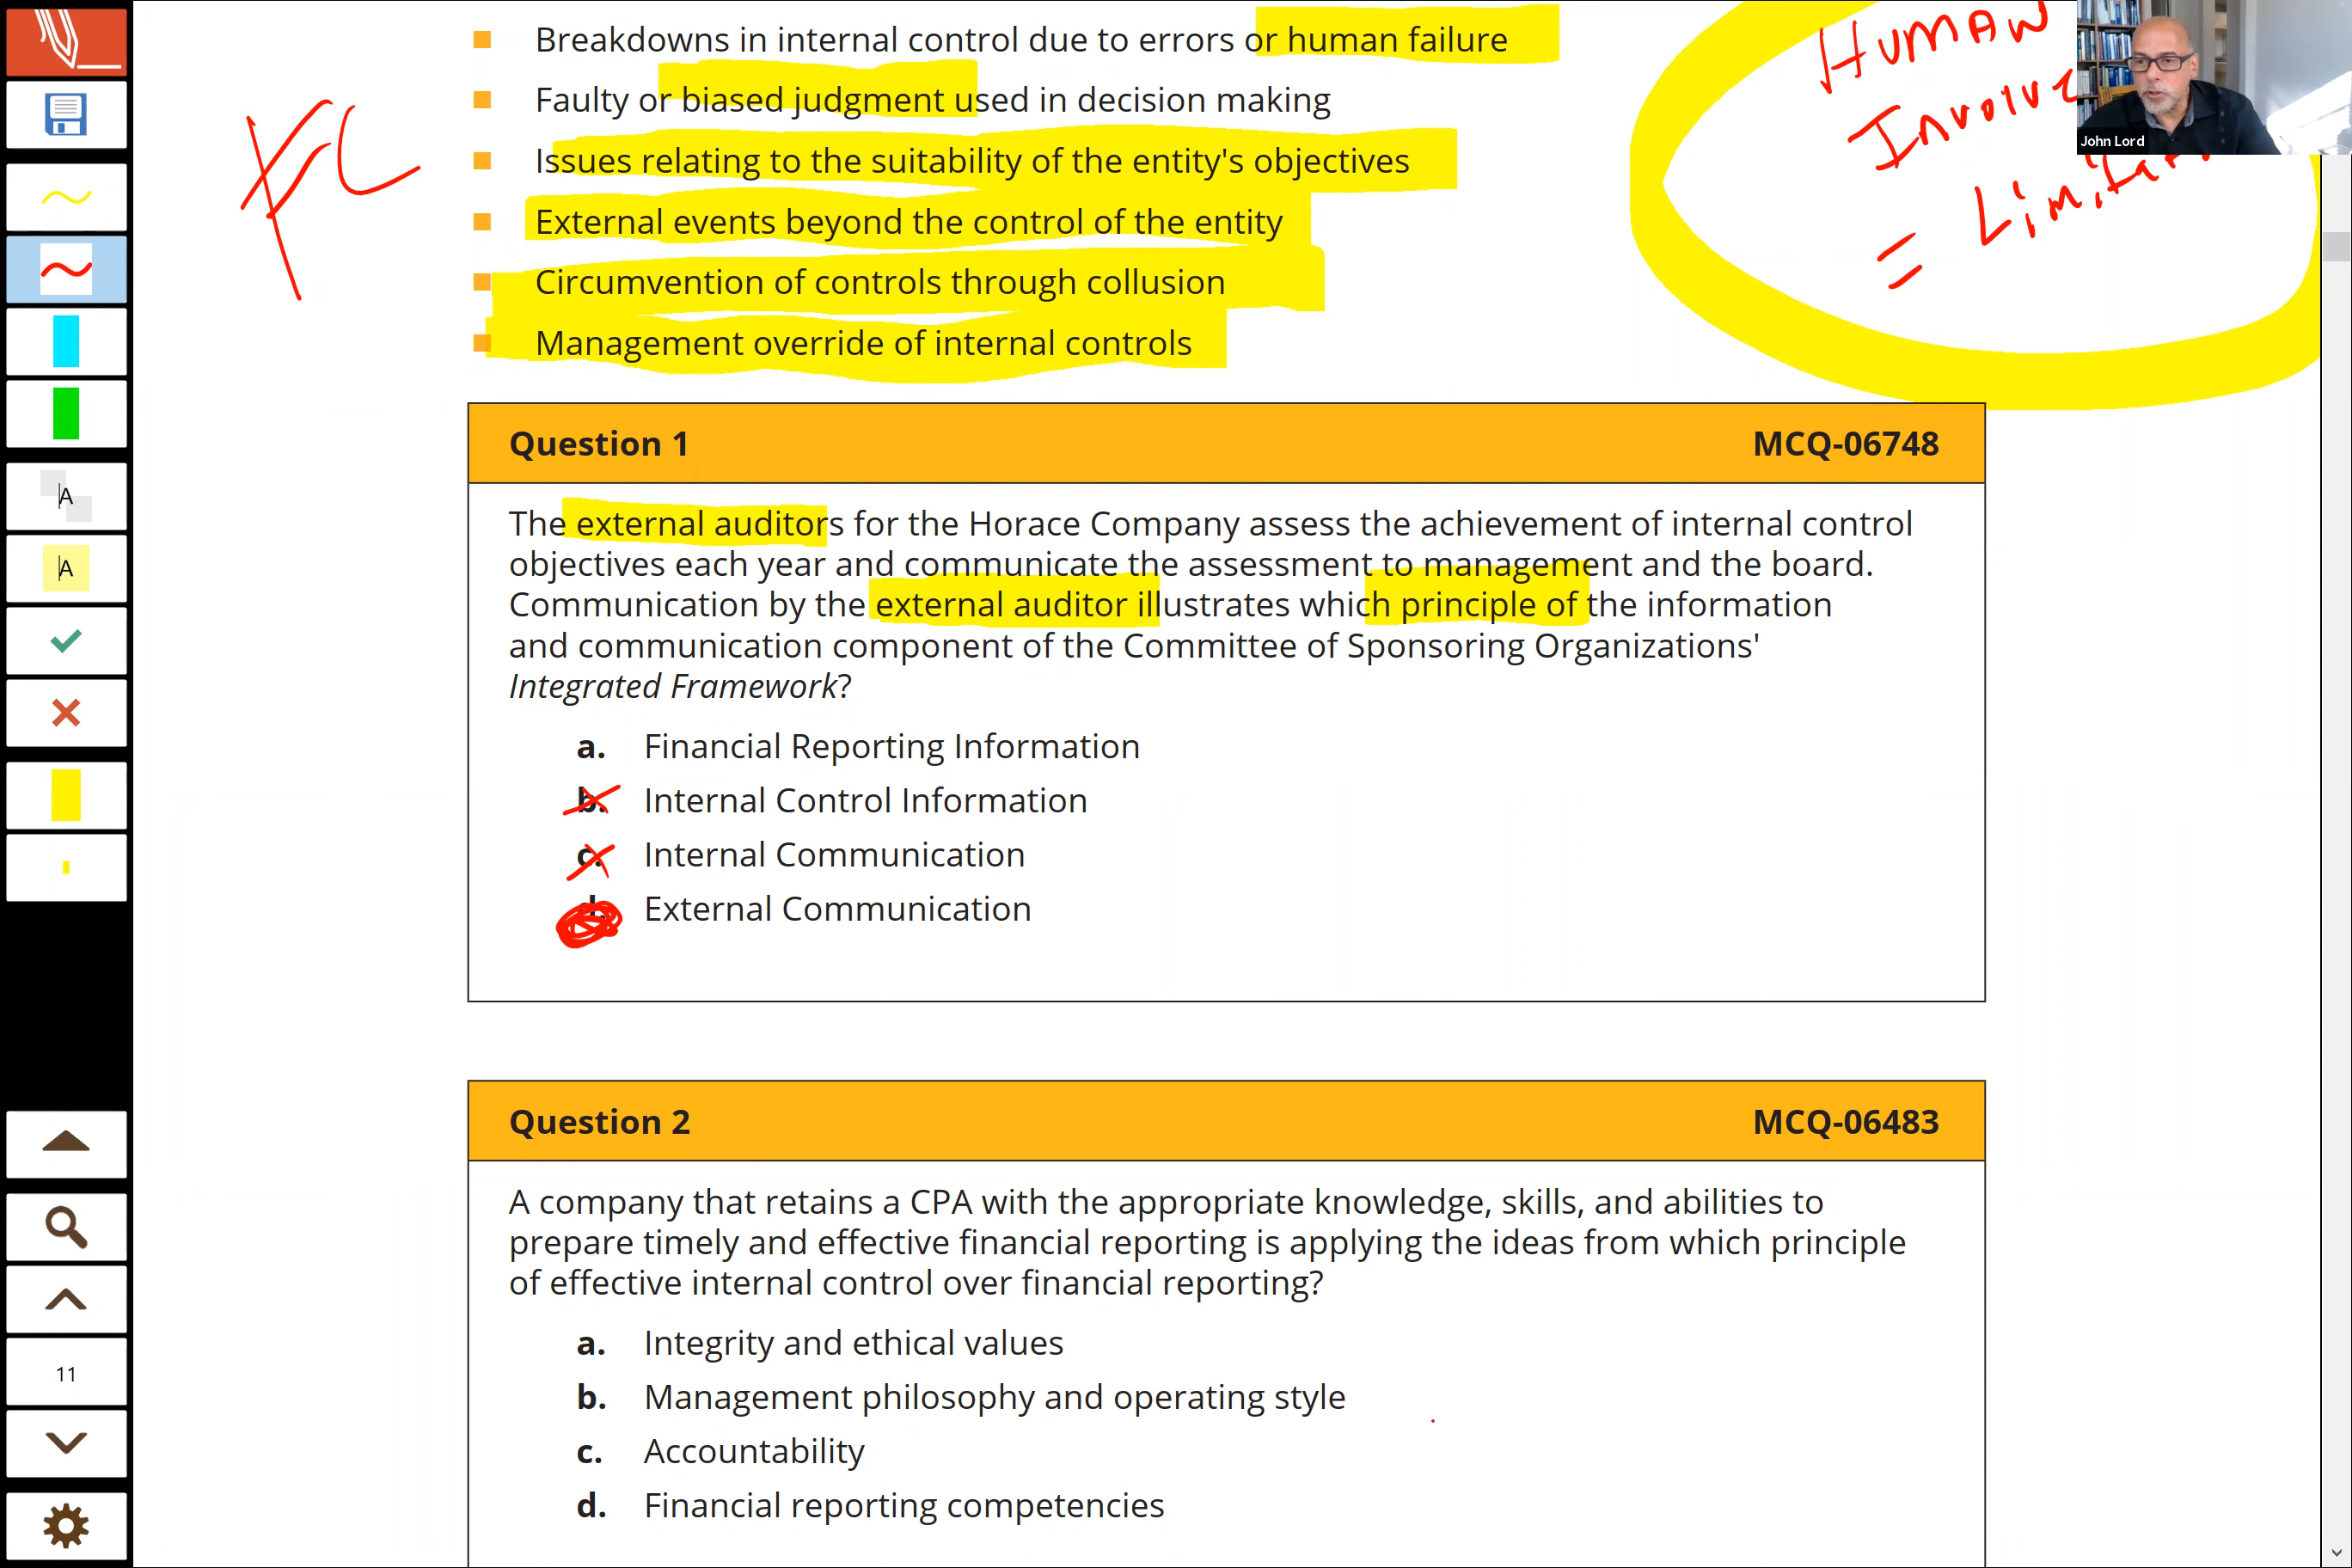 Breakdowns in internal control due to errors or human failure
Faulty or biased judgment used in decision making
Issues relating to the suitability of the entity's objectives
External events beyond the control of the entity
Circumvention of controls through collusion
Management override of internal controls
FC
HUMAN
= 
John Lord
Question 1 MCQ-06748
The external auditors for the Horace Company assess the achievement of internal control
objectives each year and communicate the assessment to management and the board.
Communication by the external auditor illustrates which principle of the information
and communication component of the Committee of Sponsoring Organizations'
Integrated Framework?
a. Financial Reporting Information
b. Internal Control Information
c. Internal Communication
d. External Communication
Question 2 MCQ-06483
A company that retains a CPA with the appropriate knowledge, skills, and abilities to
prepare timely and effective financial reporting is applying the ideas from which principle
of effective internal control over financial reporting?
a. Integrity and ethical values
b. Management philosophy and operating style
c. Accountability
d. Financial reporting competencies
A
A
11